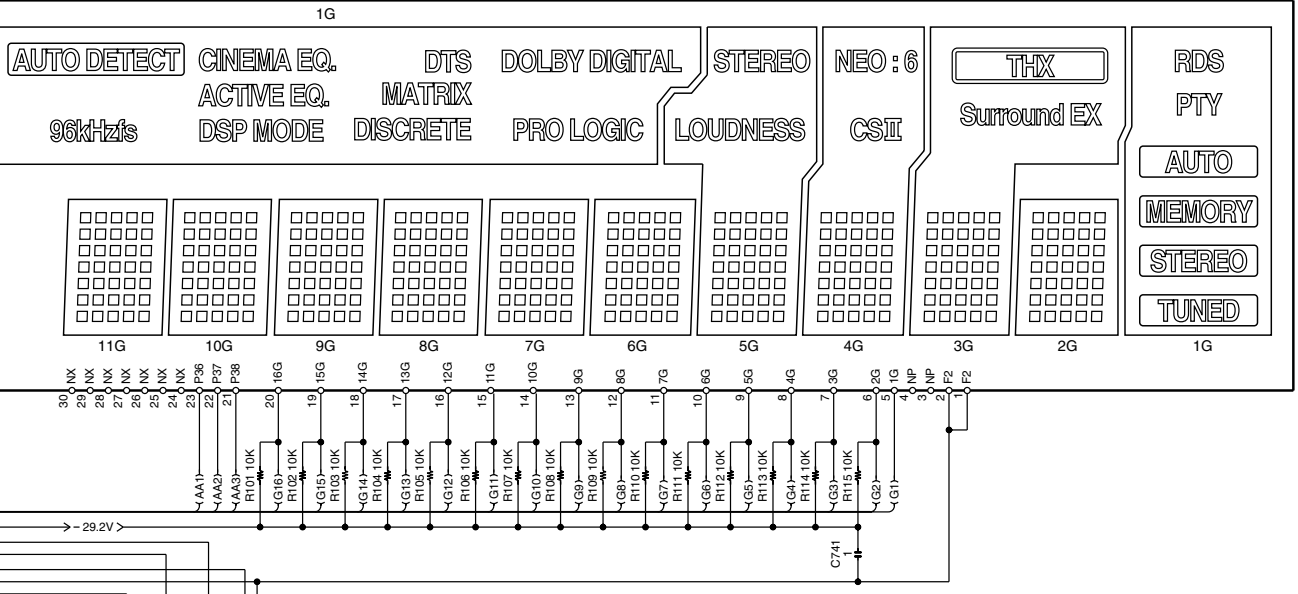 1G
AUTO DETECT CINEMA EQ. DTS DOLBY DIGITAL STEREO NEO : 6 THX RDS
ACTIVE EQ. MATRIX Surround EX PTY
96kHzfs DSP MODE DISCRETE PRO LOGIC LOUDNESS CSII
AUTO
MEMORY
STEREO
TUNED
11G 10G 9G 8G 7G 6G 5G 4G 3G 2G 1G
NX NX NX NX NX NX NX P36 P37 P38 16G 15G 14G 13G 12G 11G 10G 9G 8G 7G 6G 5G 4G 3G 2G 1G NP NP F2 F2
30 29 28 27 26 25 24 23 22 21 20 19 18 17 16 15 14 13 12 11 10 9 8 7 6 5 4 3 2 1
R101 10K R102 10K R103 10K R104 10K R105 10K R106 10K R107 10K R108 10K R109 10K R110 10K R111 10K R112 10K R113 10K R114 10K R115 10K
(AA1) (AA2) (AA3) (G16) (G15) (G14) (G13) (G12) (G11) (G10) (G9) (G8) (G7) (G6) (G5) (G4) (G3) (G2) (G1)
- 29.2V
C741
1